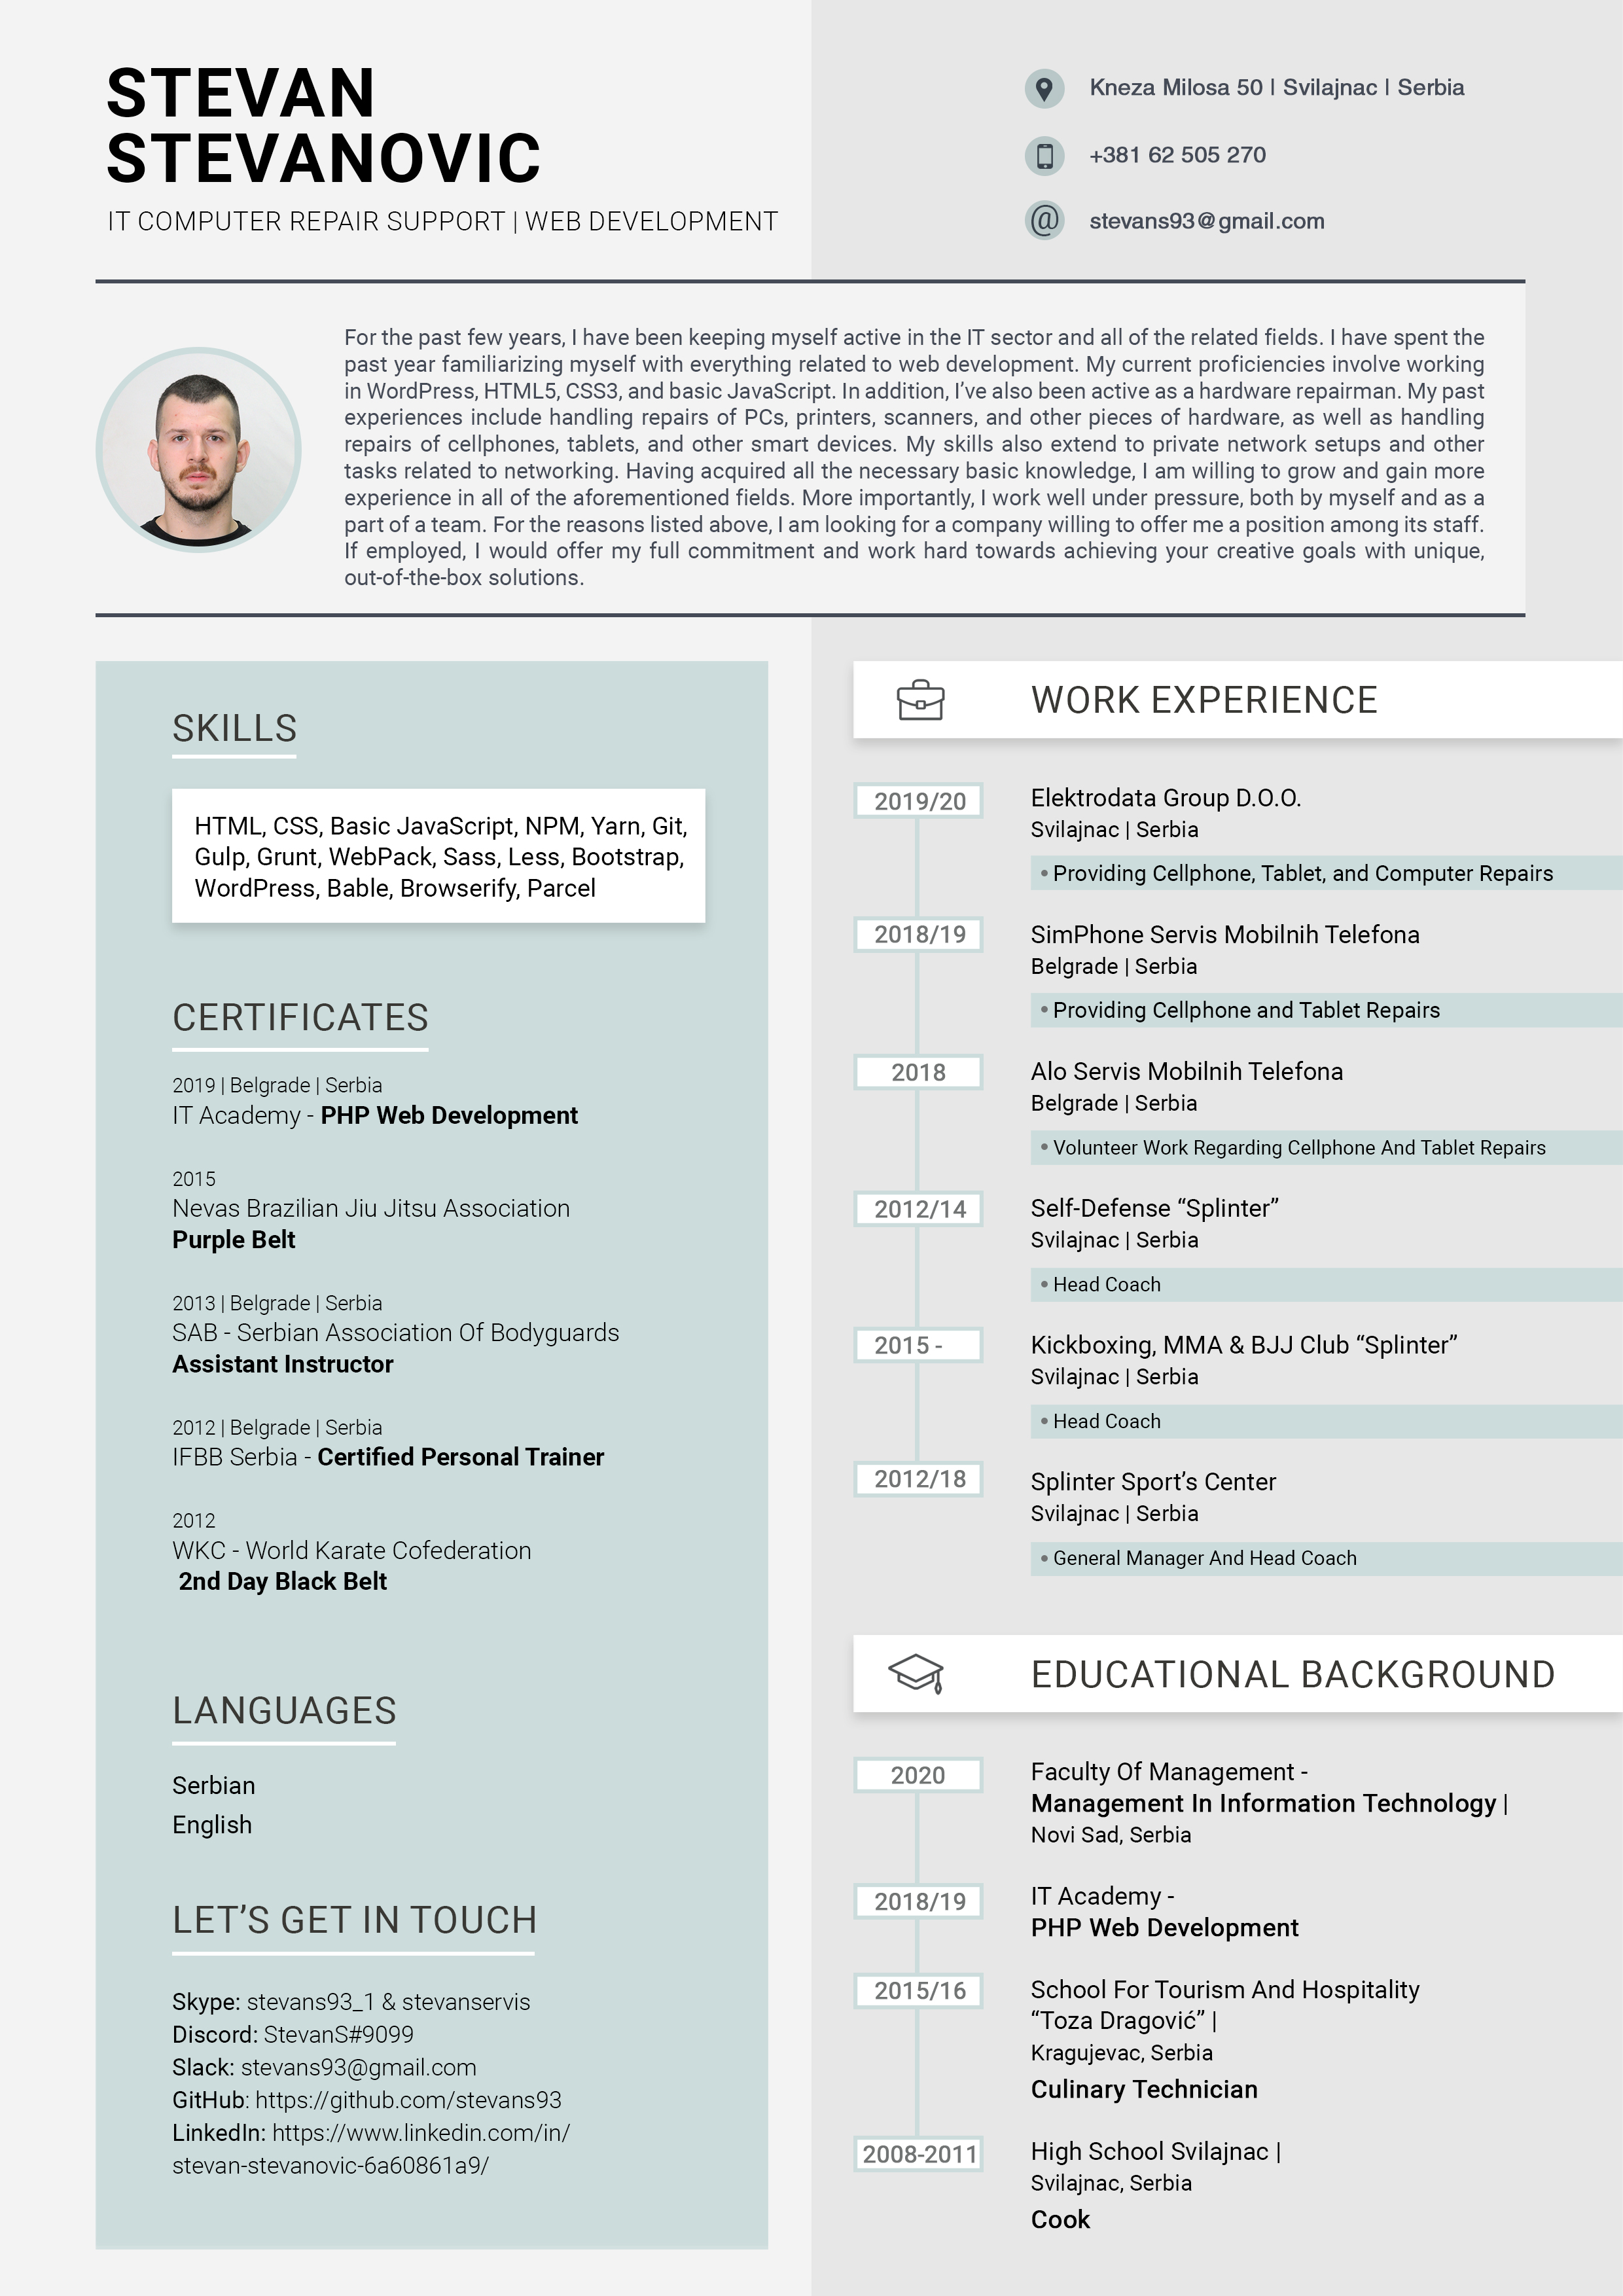 STEVAN
STEVANOVIC
IT COMPUTER REPAIR SUPPORT | WEB DEVELOPMENT
Kneza Milosa 50 | Svilajnac | Serbia
+381 62 505 270
@ stevans93@gmail.com
For the past few years, I have been keeping myself active in the IT sector and all of the related fields. I have spent the
past year familiarizing myself with everything related to web development. My current proficiencies involve working
in WordPress, HTML5, CSS3, and basic JavaScript. In addition, I’ve also been active as a hardware repairman. My past
experiences include handling repairs of PCs, printers, scanners, and other pieces of hardware, as well as handling
repairs of cellphones, tablets, and other smart devices. My skills also extend to private network setups and other
tasks related to networking. Having acquired all the necessary basic knowledge, I am willing to grow and gain more
experience in all of the aforementioned fields. More importantly, I work well under pressure, both by myself and as a
part of a team. For the reasons listed above, I am looking for a company willing to offer me a position among its staff.
If employed, I would offer my full commitment and work hard towards achieving your creative goals with unique,
out-of-the-box solutions.
SKILLS
HTML, CSS, Basic JavaScript, NPM, Yarn, Git,
Gulp, Grunt, WebPack, Sass, Less, Bootstrap,
WordPress, Bable, Browserify, Parcel
CERTIFICATES
2019 | Belgrade | Serbia
IT Academy - PHP Web Development
2015
Nevas Brazilian Jiu Jitsu Association
Purple Belt
2013 | Belgrade | Serbia
SAB - Serbian Association Of Bodyguards
Assistant Instructor
2012 | Belgrade | Serbia
IFBB Serbia - Certified Personal Trainer
2012
WKC - World Karate Cofederation
2nd Day Black Belt
LANGUAGES
Serbian
English
LET’S GET IN TOUCH
Skype: stevans93_1 & stevanservis
Discord: StevanS#9099
Slack: stevans93@gmail.com
GitHub: https://github.com/stevans93
LinkedIn: https://www.linkedin.com/in/
stevan-stevanovic-6a60861a9/
WORK EXPERIENCE
2019/20
Elektrodata Group D.O.O.
Svilajnac | Serbia
• Providing Cellphone, Tablet, and Computer Repairs
2018/19
SimPhone Servis Mobilnih Telefona
Belgrade | Serbia
• Providing Cellphone and Tablet Repairs
2018
Alo Servis Mobilnih Telefona
Belgrade | Serbia
• Volunteer Work Regarding Cellphone And Tablet Repairs
2012/14
Self-Defense “Splinter”
Svilajnac | Serbia
• Head Coach
2015 -
Kickboxing, MMA & BJJ Club “Splinter”
Svilajnac | Serbia
• Head Coach
2012/18
Splinter Sport’s Center
Svilajnac | Serbia
• General Manager And Head Coach
EDUCATIONAL BACKGROUND
2020
Faculty Of Management -
Management In Information Technology |
Novi Sad, Serbia
2018/19
IT Academy -
PHP Web Development
2015/16
School For Tourism And Hospitality
“Toza Dragović” |
Kragujevac, Serbia
Culinary Technician
2008-2011
High School Svilajnac |
Svilajnac, Serbia
Cook